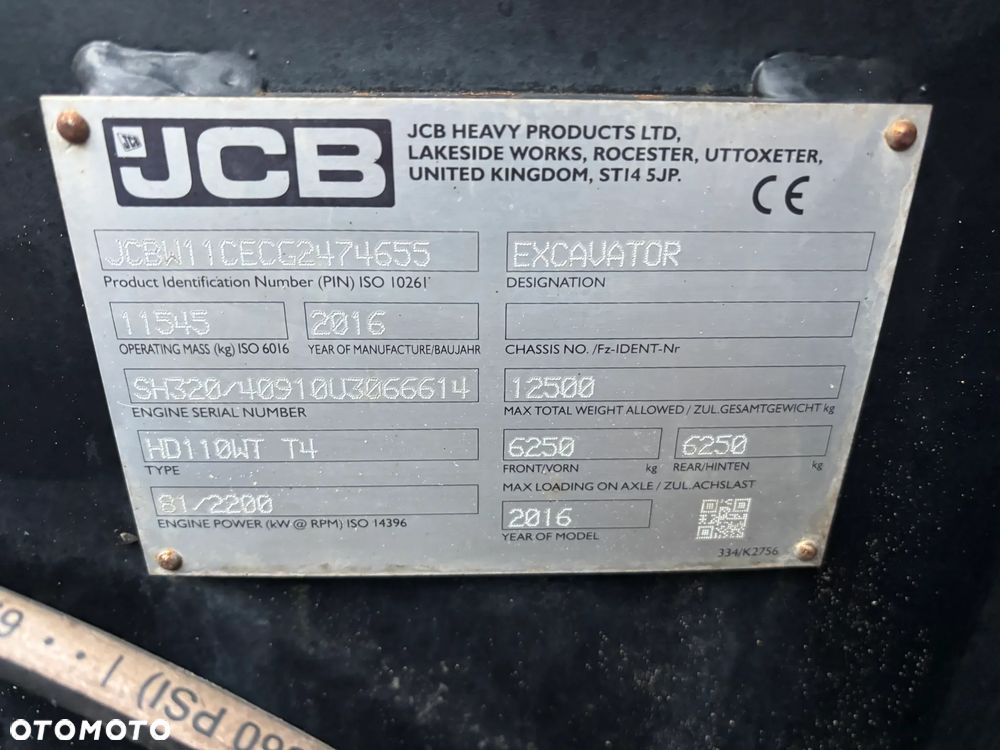 JCB
JCB HEAVY PRODUCTS LTD,
LAKESIDE WORKS, ROCESTER, UTTOXETER,
UNITED KINGDOM, ST14 5JP.
CE
JCBW11CECG2474655
Product Identification Number (PIN) ISO 10261
11545 2016
OPERATING MASS (kg) ISO 6016 YEAR OF MANUFACTURE/BAUJAHR
SH320/40910U3066614
ENGINE SERIAL NUMBER
HD110WT T4
TYPE
81/2200
ENGINE POWER (kW @ RPM) ISO 14396
EXCAVATOR
DESIGNATION
CHASSIS NO. /Fz-IDENT-Nr
12500
MAX TOTAL WEIGHT ALLOWED / ZUL.GESAMTGEWICHT kg
6250 6250
FRONT/VORN kg REAR/HINTEN kg
MAX LOADING ON AXLE / ZUL.ACHSLAST
2016
YEAR OF MODEL
334/K2756
PSI)
OTOMOTO